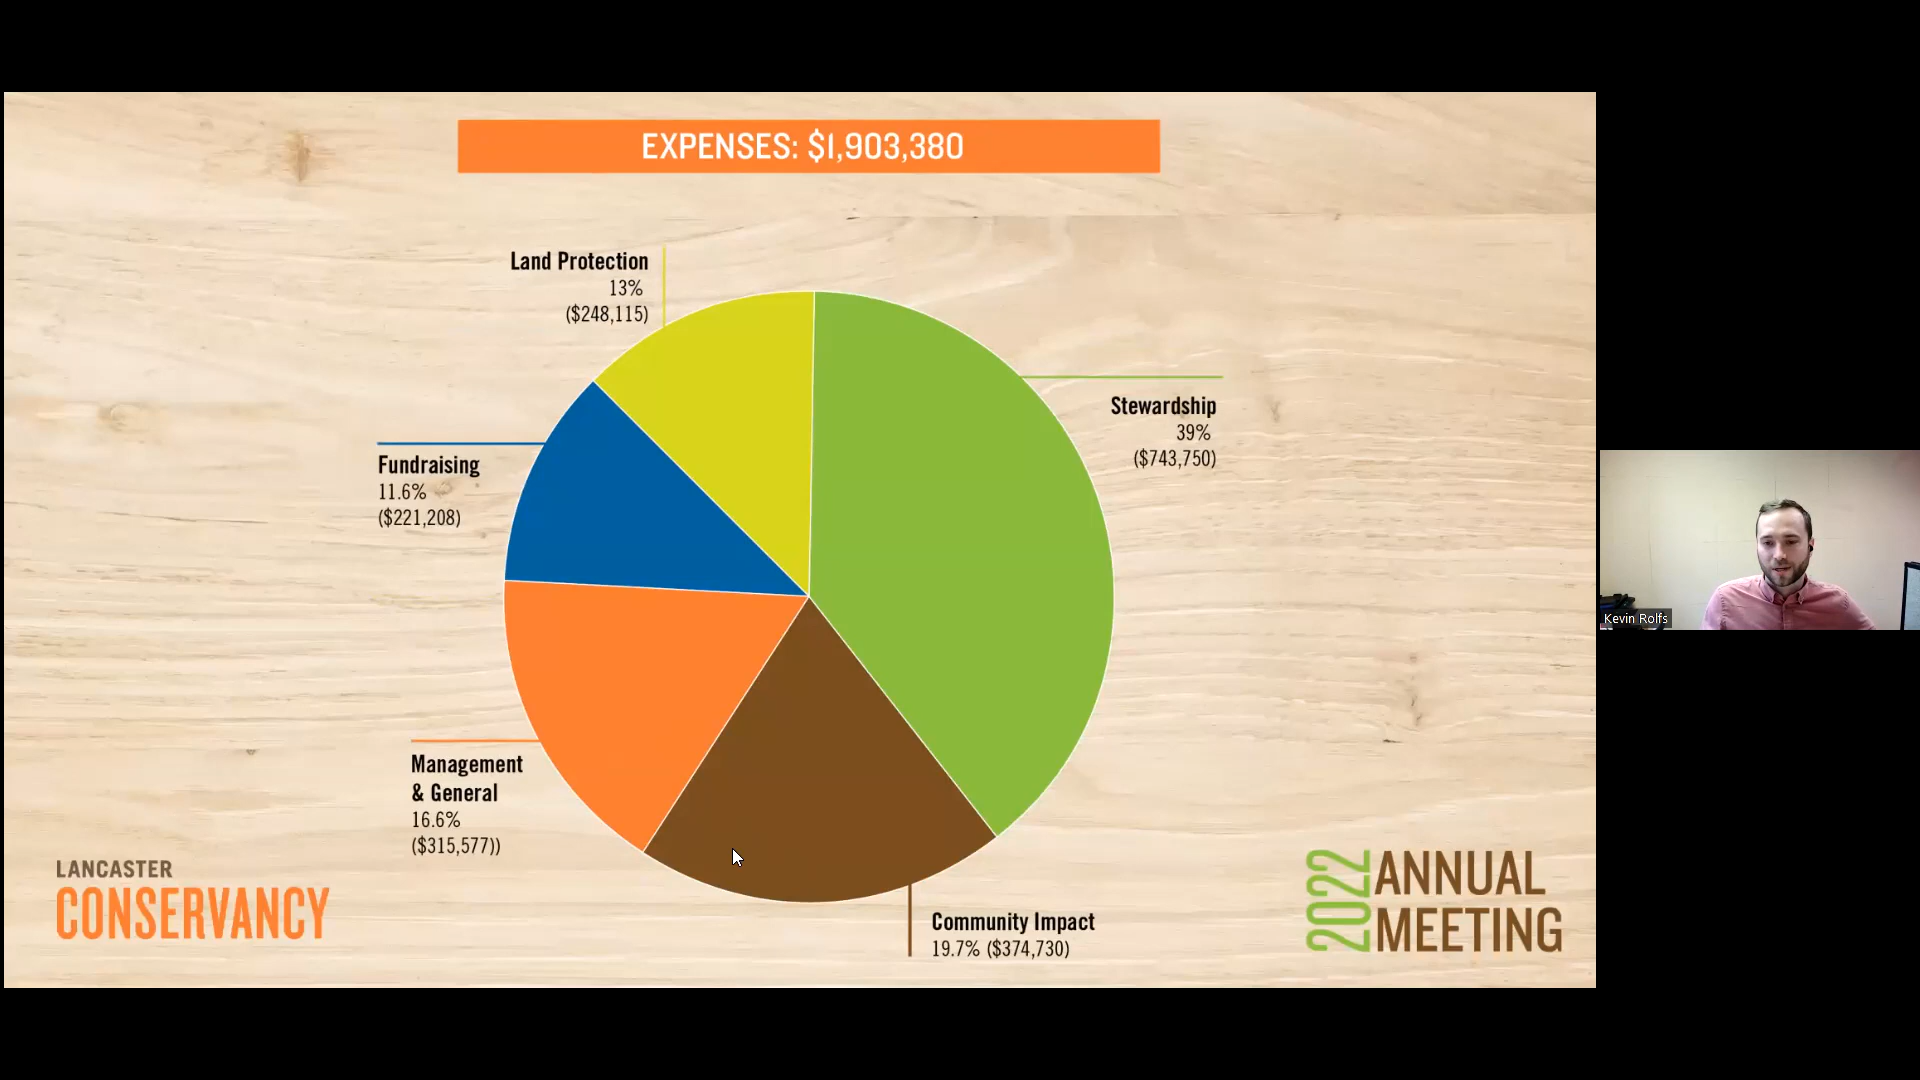 EXPENSES: $1,903,380
Land Protection
13%
($248,115)
Stewardship
39%
($743,750)
Fundraising
11.6%
($221,208)
Management
& General
16.6%
($315,577))
Community Impact
19.7% ($374,730)
LANCASTER
CONSERVANCY
2022
ANNUAL
MEETING
Kevin Rolfs